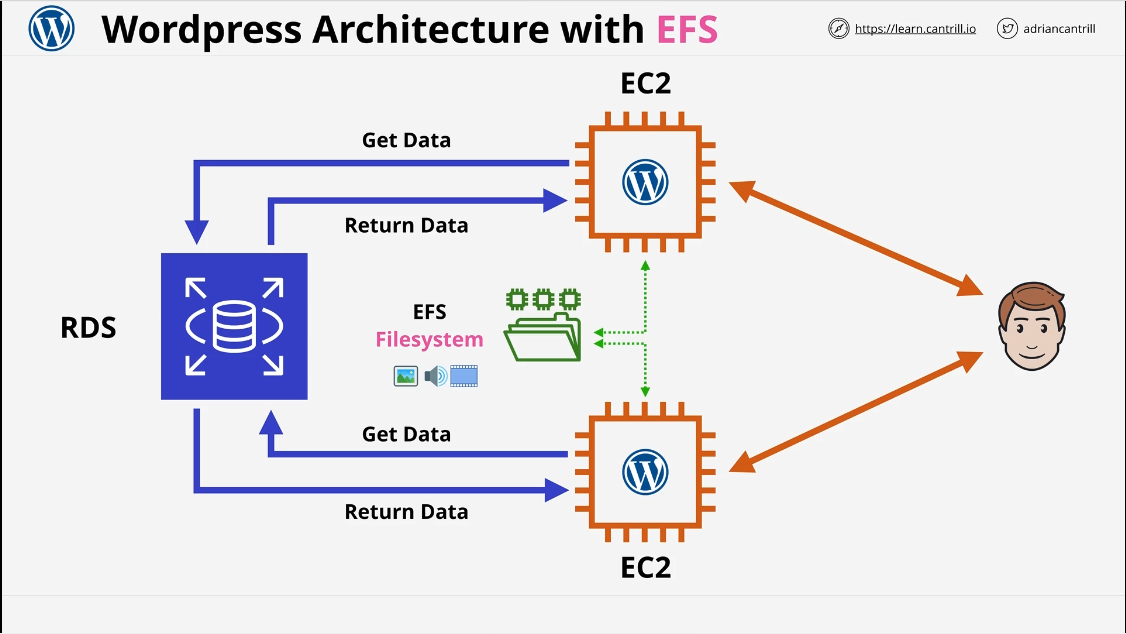 Wordpress Architecture with EFS
https://learn.cantrill.io
adriancantrill
EC2
Get Data
Return Data
RDS
EFS
Filesystem
Get Data
Return Data
EC2